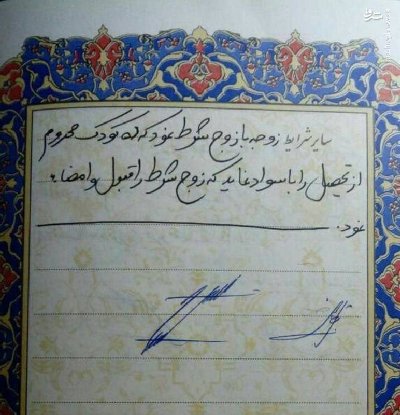 سایر شرایط زوجه با زوج شرط نمود که ده کودک محروم
از تحصیل را باسواد نماید که زوج شرط را قبول و امضاء
نمود.